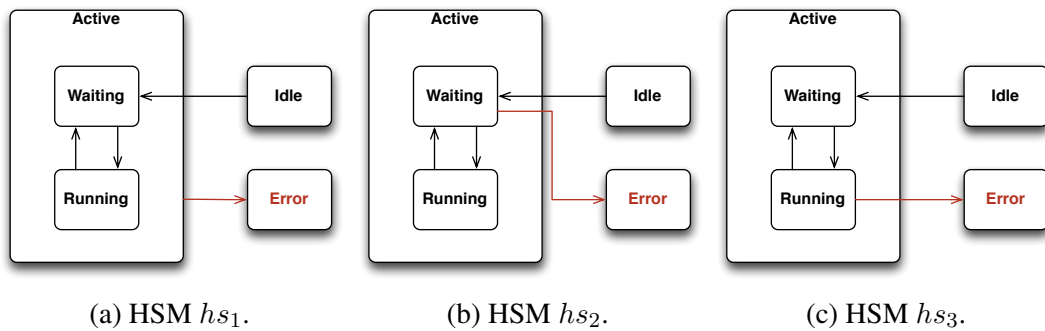 Active
Waiting
Idle
Running
Error
(a) HSM hs1.
Active
Waiting
Idle
Running
Error
(b) HSM hs2.
Active
Waiting
Idle
Running
Error
(c) HSM hs3.